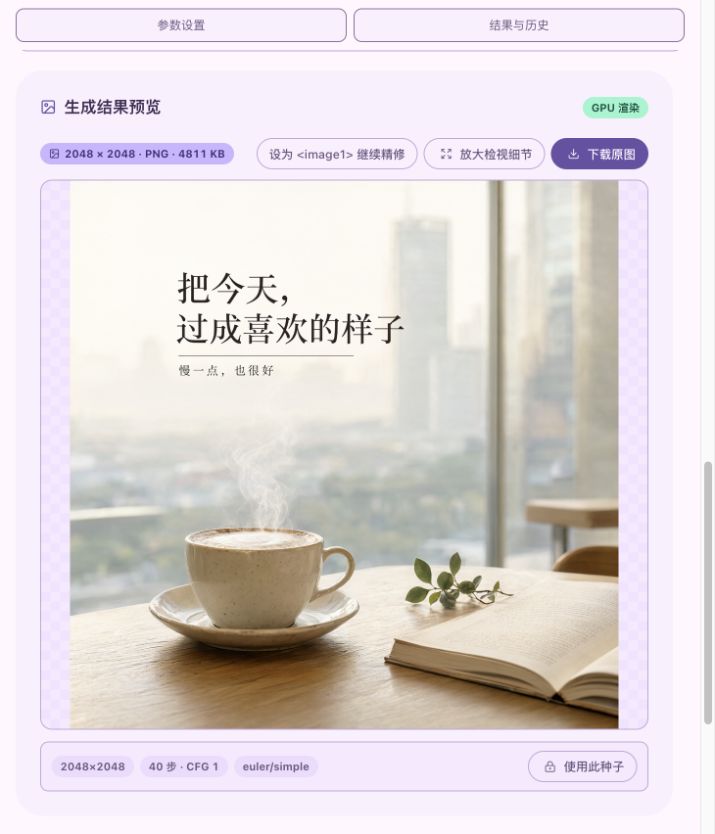 参数设置
结果与历史
生成结果预览
GPU 渲染
2048 × 2048 · PNG · 4811 KB
设为 <image1> 继续精修
放大检视细节
下载原图
把今天，
过成喜欢的样子
慢一点，也很好
2048×2048
40 步 · CFG 1
euler/simple
使用此种子